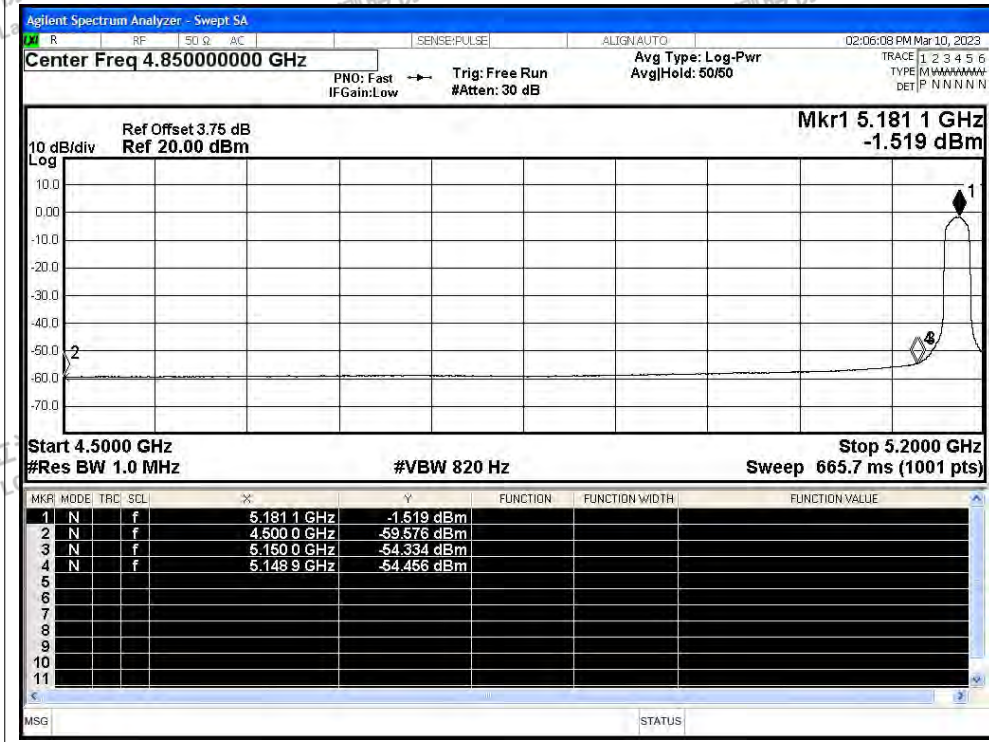 Agilent Spectrum Analyzer - Swept SA
R RF 50 Ω AC SENSE:PULSE ALIGN AUTO 02:06:08 PM Mar 10, 2023
Center Freq 4.850000000 GHz Avg Type: Log-Pwr TRACE 1 2 3 4 5 6
PNO: Fast Trig: Free Run Avg|Hold: 50/50 TYPE M WWWWW
IFGain:Low #Atten: 30 dB DET P N N N N N
Mkr1 5.181 1 GHz
Ref Offset 3.75 dB
10 dB/div Ref 20.00 dBm -1.519 dBm
Log
10.0
1
0.00
-10.0
-20.0
-30.0
-40.0
-50.0 2
-60.0
-70.0
Start 4.5000 GHz Stop 5.2000 GHz
#Res BW 1.0 MHz #VBW 820 Hz Sweep 665.7 ms (1001 pts)
MKR MODE TRC SCL X Y FUNCTION FUNCTION WIDTH FUNCTION VALUE
1 N f 5.181 1 GHz -1.519 dBm
2 N f 4.500 0 GHz -59.576 dBm
3 N f 5.150 0 GHz -54.334 dBm
4 N f 5.148 9 GHz -54.456 dBm
5
6
7
8
9
10
11
MSG STATUS